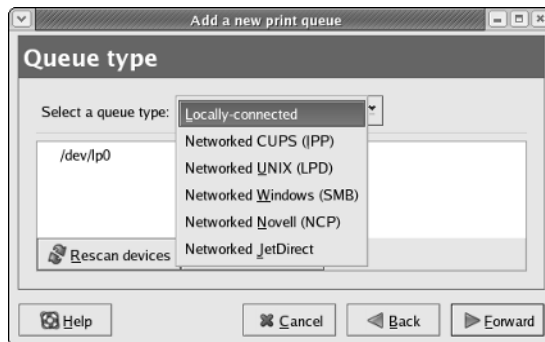 Add a new print queue
Queue type
Select a queue type:
Locally-connected
Networked CUPS (IPP)
Networked UNIX (LPD)
Networked Windows (SMB)
Networked Novell (NCP)
Networked JetDirect
/dev/lp0
Rescan devices
Help
Cancel
Back
Forward